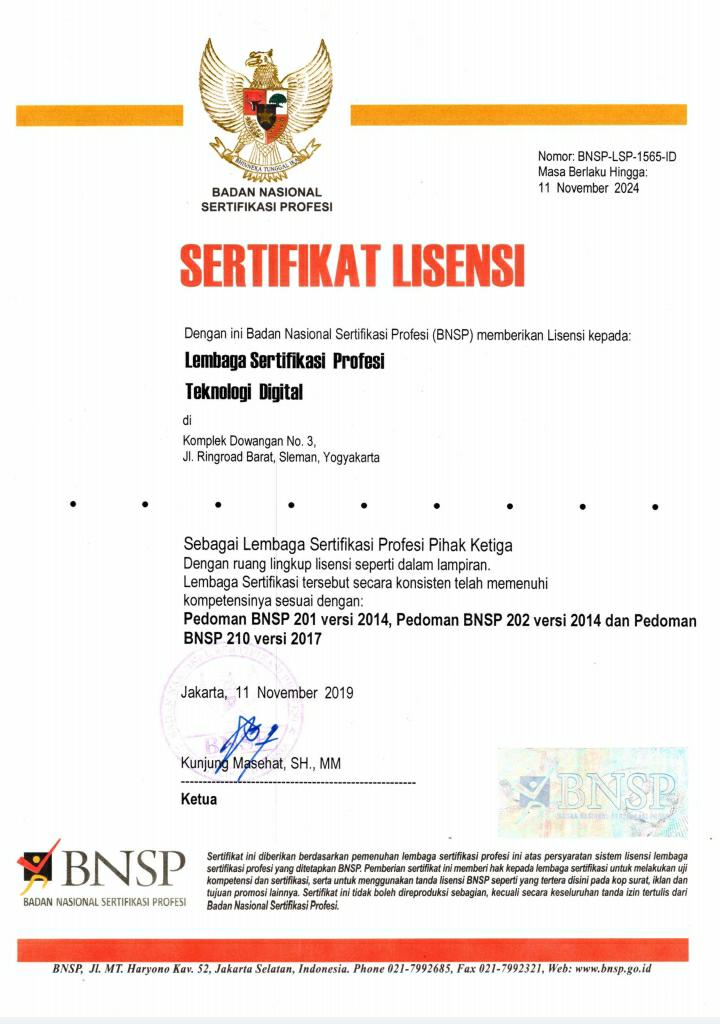 BHINNEKA TUNGGAL IKA
BADAN NASIONAL
SERTIFIKASI PROFESI
Nomor: BNSP-LSP-1565-ID
Masa Berlaku Hingga:
11 November 2024
SERTIFIKAT LISENSI
Dengan ini Badan Nasional Sertifikasi Profesi (BNSP) memberikan Lisensi kepada:
Lembaga Sertifikasi Profesi
Teknologi Digital
di
Komplek Dowangan No. 3,
Jl. Ringroad Barat, Sleman, Yogyakarta
Sebagai Lembaga Sertifikasi Profesi Pihak Ketiga
Dengan ruang lingkup lisensi seperti dalam lampiran.
Lembaga Sertifikasi tersebut secara konsisten telah memenuhi
kompetensinya sesuai dengan:
Pedoman BNSP 201 versi 2014, Pedoman BNSP 202 versi 2014 dan Pedoman
BNSP 210 versi 2017
Jakarta, 11 November 2019
BNSP
Kunjung Masehat, SH., MM
Ketua
BNSP
BADAN NASIONAL SERTIFIKASI PROFESI
BNSP
BADAN NASIONAL SERTIFIKASI PROFESI
Sertifikat ini diberikan berdasarkan pemenuhan lembaga sertifikasi profesi ini atas persyaratan sistem lisensi lembaga
sertifikasi profesi yang ditetapkan BNSP. Pemberian sertifikat ini memberi hak kepada lembaga sertifikasi untuk melakukan uji
kompetensi dan sertifikasi, serta untuk menggunakan tanda lisensi BNSP seperti yang tertera disini pada kop surat, iklan dan
tujuan promosi lainnya. Sertifikat ini tidak boleh direproduksi sebagian, kecuali secara keseluruhan tanda izin tertulis dari
Badan Nasional Sertifikasi Profesi.
BNSP, Jl. MT. Haryono Kav. 52, Jakarta Selatan, Indonesia. Phone 021-7992685, Fax 021-7992321, Web: www.bnsp.go.id